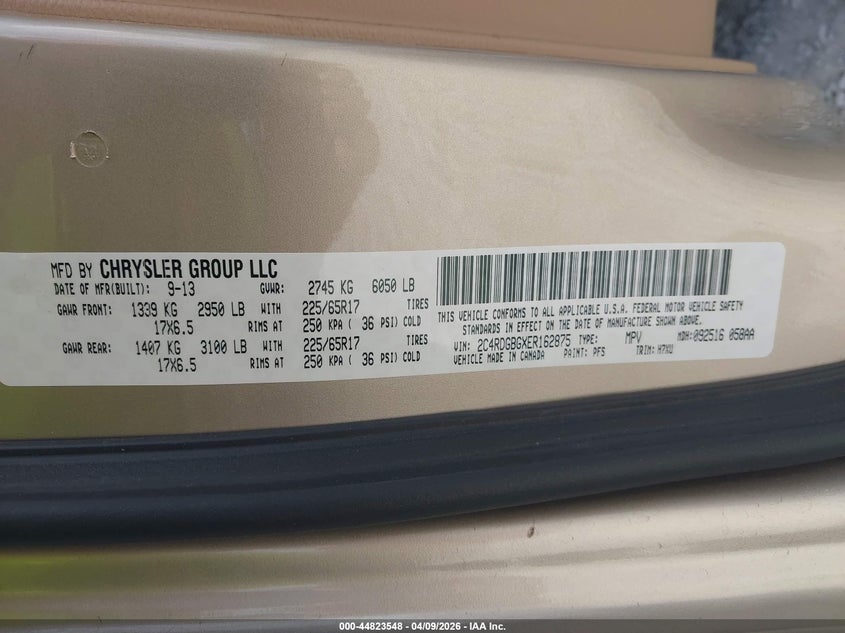 MFD BY CHRYSLER GROUP LLC
DATE OF MFR(BUILT): 9-13 GVWR: 2745 KG 6050 LB
GAWR FRONT: 1339 KG 2950 LB WITH 225/65R17 TIRES
17X6.5 RIMS AT 250 KPA ( 36 PSI) COLD
GAWR REAR: 1407 KG 3100 LB WITH 225/65R17 TIRES
17X6.5 RIMS AT 250 KPA ( 36 PSI) COLD
THIS VEHICLE CONFORMS TO ALL APPLICABLE U.S.A. FEDERAL MOTOR VEHICLE SAFETY
STANDARDS IN EFFECT ON THE DATE OF MANUFACTURE SHOWN ABOVE.
VIN: 2C4RDGBGXER162875 TYPE: MPV MDH: 092516 05BAA
VEHICLE MADE IN CANADA PAINT: PFS TRIM: H7XU
000-44823548 - 04/09/2026 - IAA Inc.